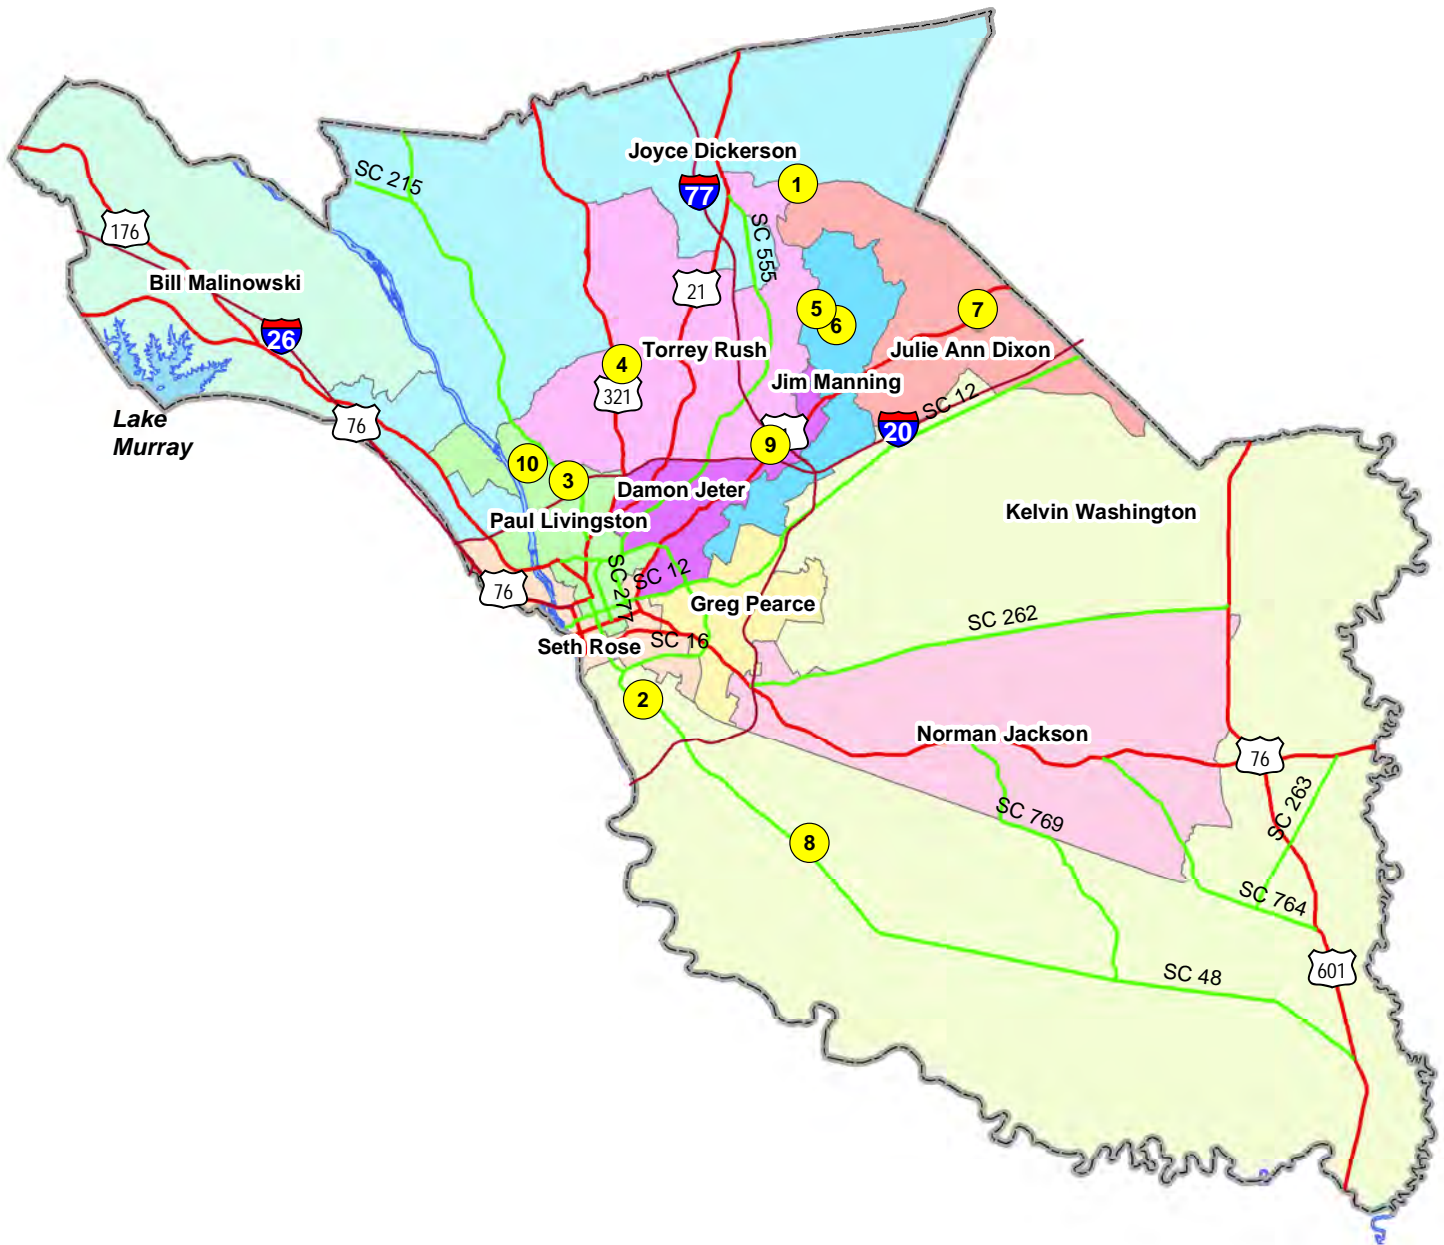 Joyce Dickerson
SC 215
77
1
176
SC 555
Bill Malinowski
21
26
5
6
7
Torrey Rush
Julie Ann Dixon
4
Jim Manning
321
Lake
Murray
76
SC 12
20
9
10
3
Damon Jeter
Kelvin Washington
Paul Livingston
SC 277
SC 12
76
Greg Pearce
SC 262
Seth Rose
SC 16
2
Norman Jackson
76
SC 263
SC 769
8
SC 764
601
SC 48